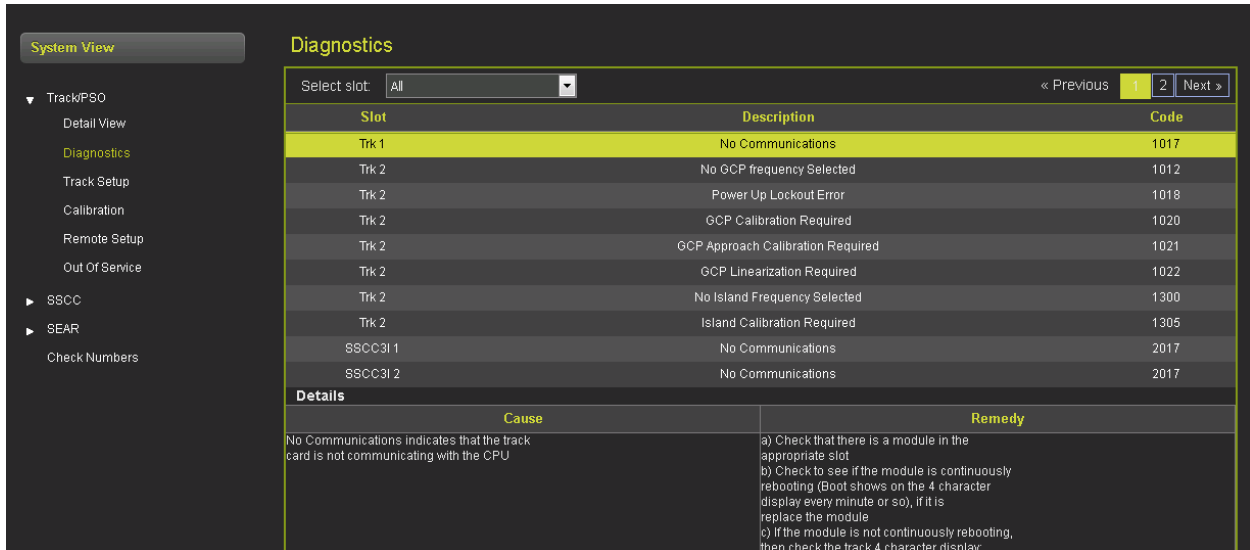 System View
Diagnostics
Select slot: All « Previous 1 2 Next »
Track/PSO
Detail View
Diagnostics
Track Setup
Calibration
Remote Setup
Out Of Service
SSCC
SEAR
Check Numbers
Slot Description Code
Trk 1 No Communications 1017
Trk 2 No GCP frequency Selected 1012
Trk 2 Power Up Lockout Error 1018
Trk 2 GCP Calibration Required 1020
Trk 2 GCP Approach Calibration Required 1021
Trk 2 GCP Linearization Required 1022
Trk 2 No Island Frequency Selected 1300
Trk 2 Island Calibration Required 1305
SSCC3I 1 No Communications 2017
SSCC3I 2 No Communications 2017
Details
Cause
No Communications indicates that the track
card is not communicating with the CPU
Remedy
a) Check that there is a module in the
appropriate slot
b) Check to see if the module is continuously
rebooting (Boot shows on the 4 character
display every minute or so), if it is
replace the module
c) If the module is not continuously rebooting,
then check the track 4 character display: